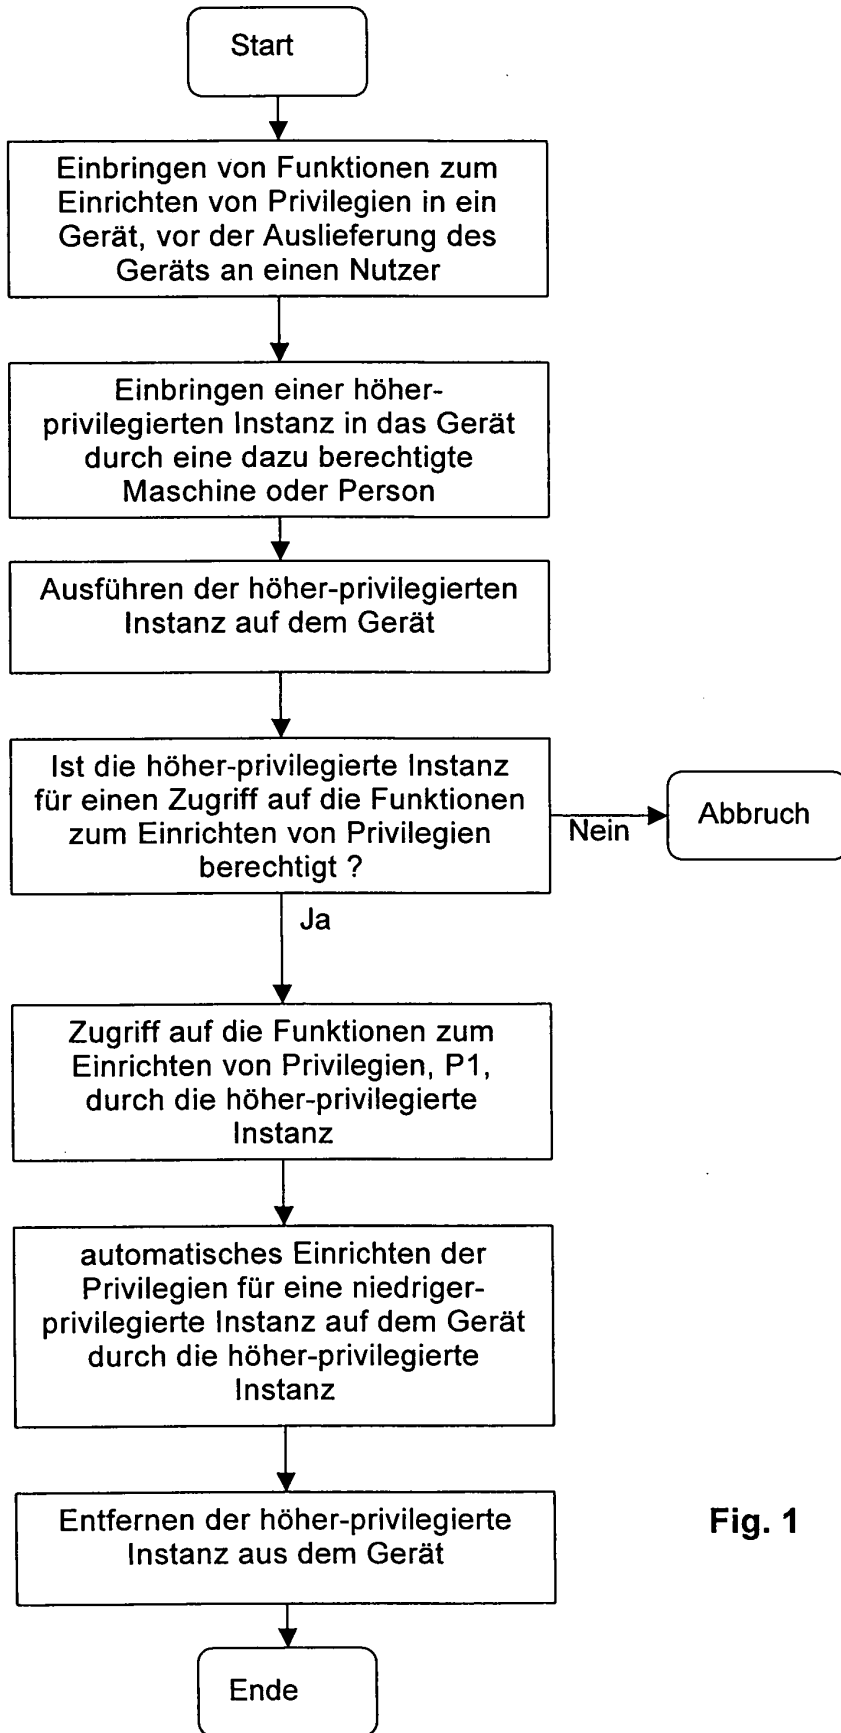 Start
Einbringen von Funktionen zum
Einrichten von Privilegien in ein
Gerät, vor der Auslieferung des
Geräts an einen Nutzer
Einbringen einer höher-
privilegierten Instanz in das Gerät
durch eine dazu berechtigte
Maschine oder Person
Ausführen der höher-privilegierten
Instanz auf dem Gerät
Ist die höher-privilegierte Instanz
für einen Zugriff auf die Funktionen
zum Einrichten von Privilegien
berechtigt ?
Nein
Abbruch
Ja
Zugriff auf die Funktionen zum
Einrichten von Privilegien, P1,
durch die höher-privilegierte
Instanz
automatisches Einrichten der
Privilegien für eine niedriger-
privilegierte Instanz auf dem Gerät
durch die höher-privilegierte
Instanz
Entfernen der höher-privilegierte
Instanz aus dem Gerät
Fig. 1
Ende